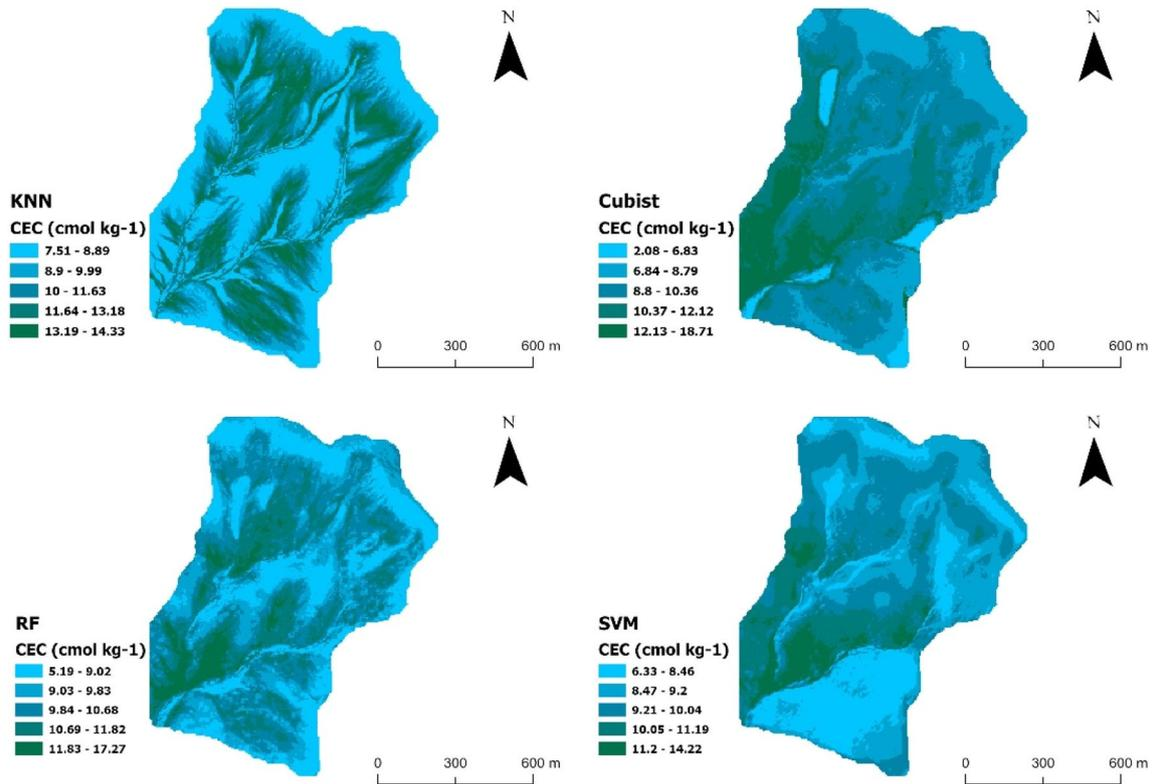 N
KNN
CEC (cmol kg-1)
7.51 - 8.89
8.9 - 9.99
10 - 11.63
11.64 - 13.18
13.19 - 14.33
0 300 600 m
N
Cubist
CEC (cmol kg-1)
2.08 - 6.83
6.84 - 8.79
8.8 - 10.36
10.37 - 12.12
12.13 - 18.71
0 300 600 m
N
RF
CEC (cmol kg-1)
5.19 - 9.02
9.03 - 9.83
9.84 - 10.68
10.69 - 11.82
11.83 - 17.27
0 300 600 m
N
SVM
CEC (cmol kg-1)
6.33 - 8.46
8.47 - 9.2
9.21 - 10.04
10.05 - 11.19
11.2 - 14.22
0 300 600 m